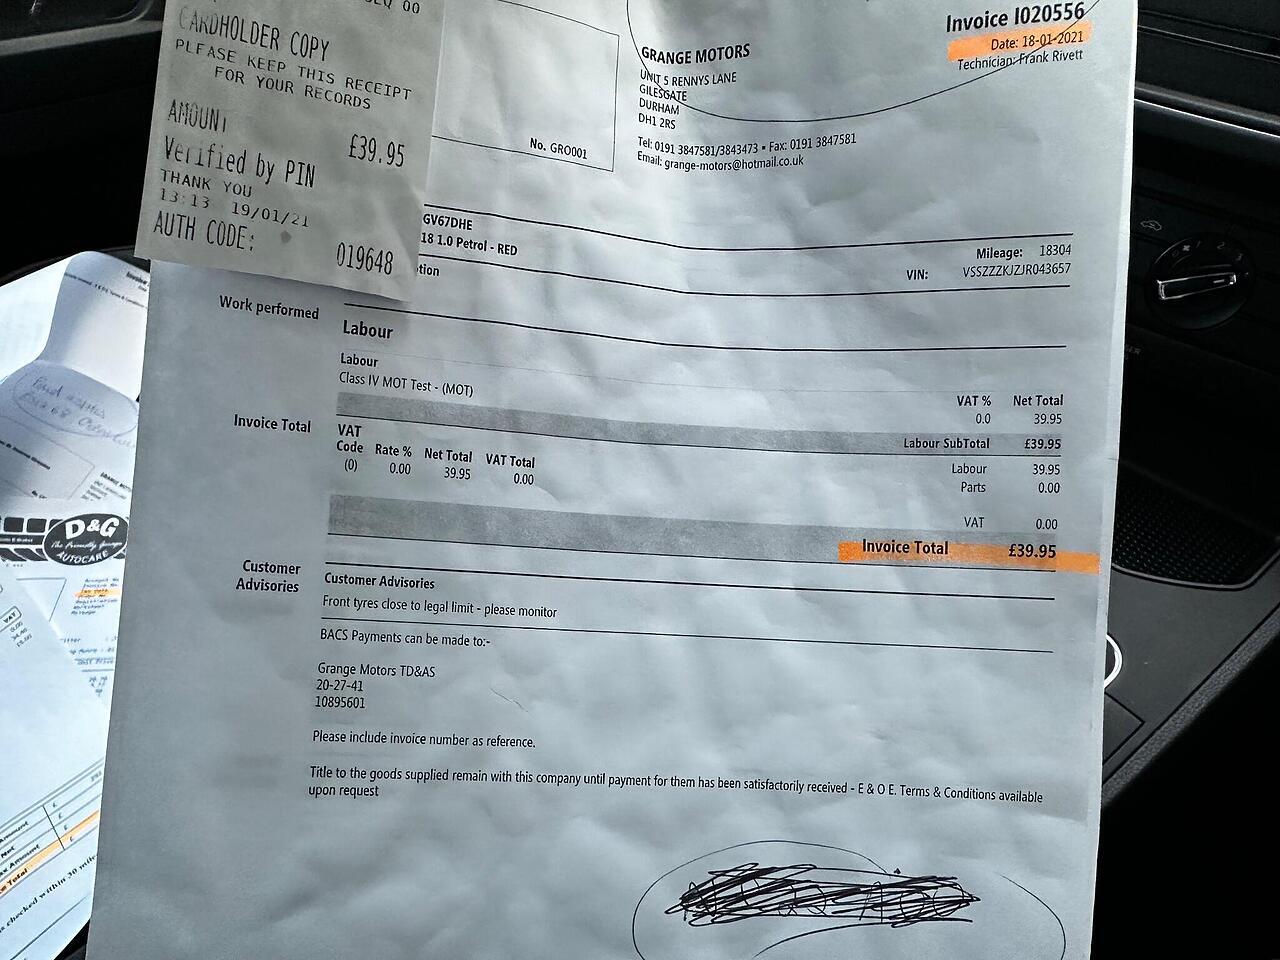 CARDHOLDER COPY
PLEASE KEEP THIS RECEIPT
FOR YOUR RECORDS
AMOUNT
£39.95
Verified by PIN
THANK YOU
13:13 19/01/21
AUTH CODE:
019648
No. GRO001
GRANGE MOTORS
UNIT 5 RENNYS LANE
GILESGATE
DURHAM
DH1 2RS
Tel: 0191 3847581/3843473 • Fax: 0191 3847581
Email: grange-motors@hotmail.co.uk
Invoice I020556
Date: 18-01-2021
Technician: Frank Rivett
GV67DHE
18 1.0 Petrol - RED
Mileage: 18304
VIN: VSSZZZKJZJR043657
Work performed
Labour
Labour
Class IV MOT Test - (MOT)
VAT % Net Total
0.0 39.95
Labour SubTotal £39.95
Invoice Total
VAT
Code Rate % Net Total VAT Total
(0) 0.00 39.95 0.00
Labour 39.95
Parts 0.00
VAT 0.00
Invoice Total £39.95
Customer
Advisories
Customer Advisories
Front tyres close to legal limit - please monitor
BACS Payments can be made to:-
Grange Motors TD&AS
20-27-41
10895601
Please include invoice number as reference.
Title to the goods supplied remain with this company until payment for them has been satisfactorily received - E & O E. Terms & Conditions available
upon request
D&G
The Friendly Garage
AUTOCARE
VAT